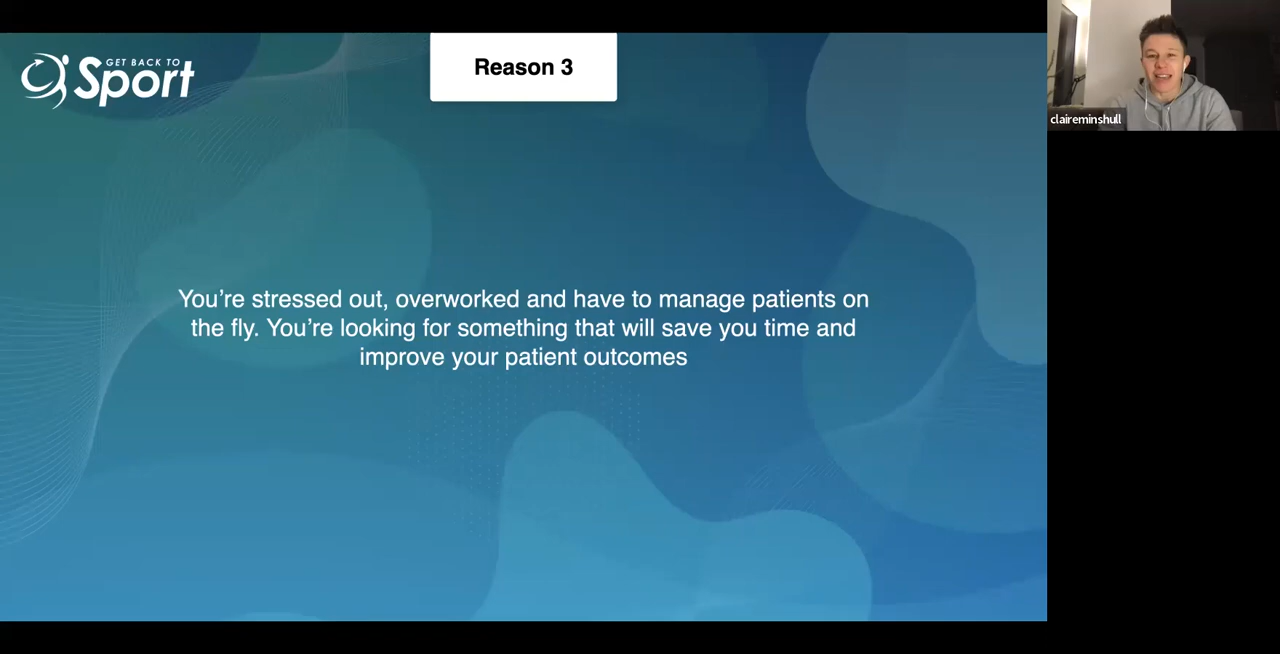 GET BACK TO
Sport
Reason 3
claireminshull
You’re stressed out, overworked and have to manage patients on
the fly. You’re looking for something that will save you time and
improve your patient outcomes